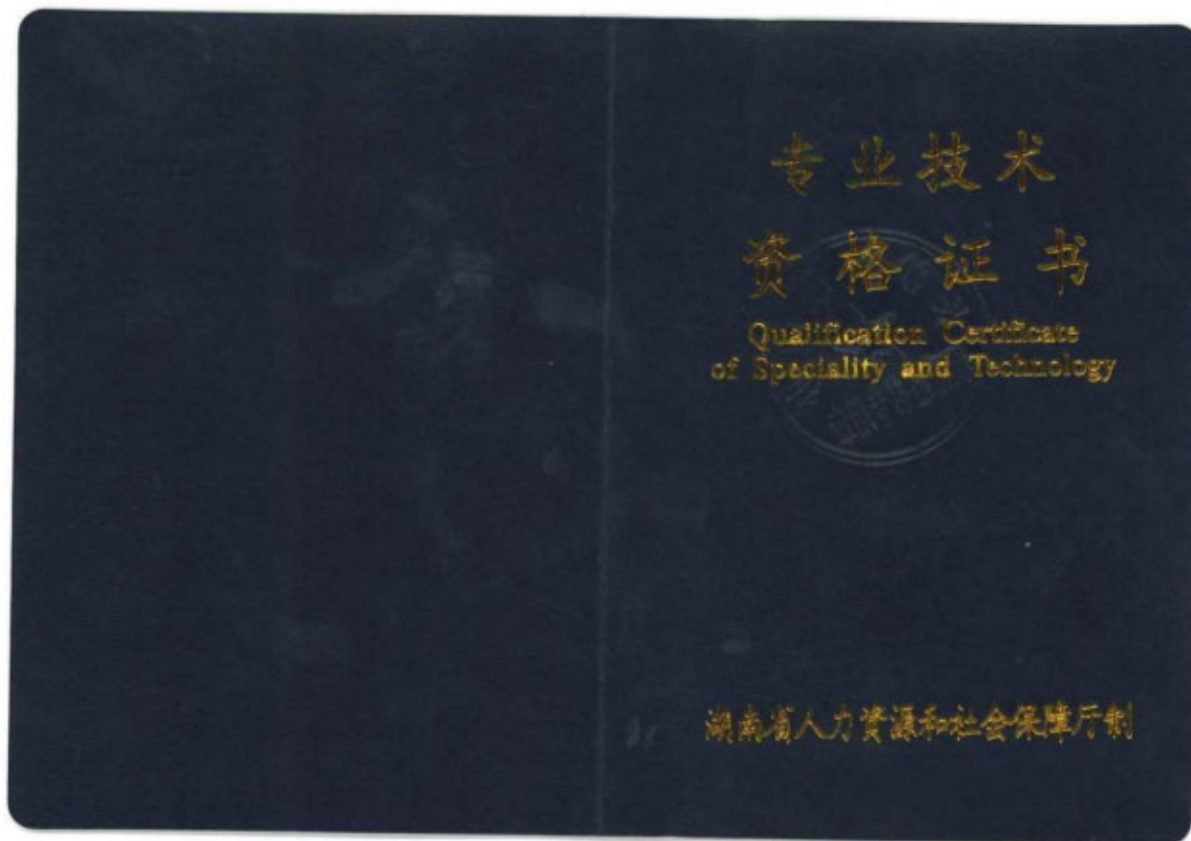 专业技术
资格证书
Qualification Certificate
of Speciality and Technology
湖南省人力资源和社会保障厅制